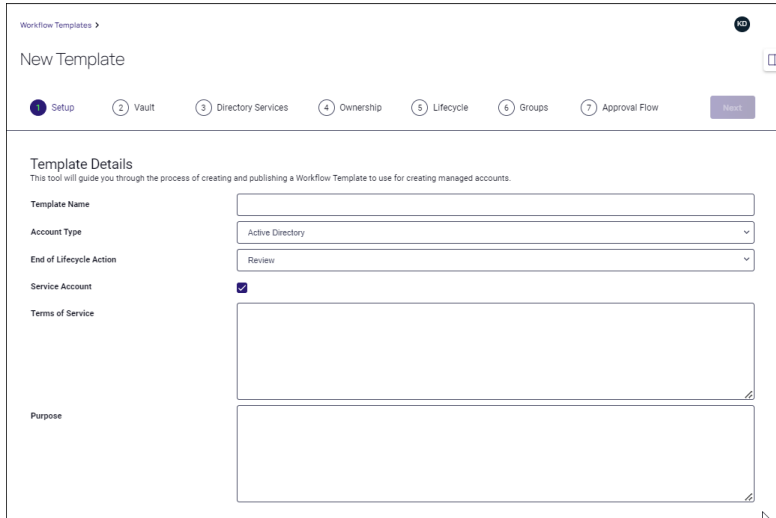 Workflow Templates >
KD
New Template
1 Setup 2 Vault 3 Directory Services 4 Ownership 5 Lifecycle 6 Groups 7 Approval Flow Next
Template Details
This tool will guide you through the process of creating and publishing a Workflow Template to use for creating managed accounts.
Template Name
Account Type Active Directory
End of Lifecycle Action Review
Service Account
Terms of Service
Purpose